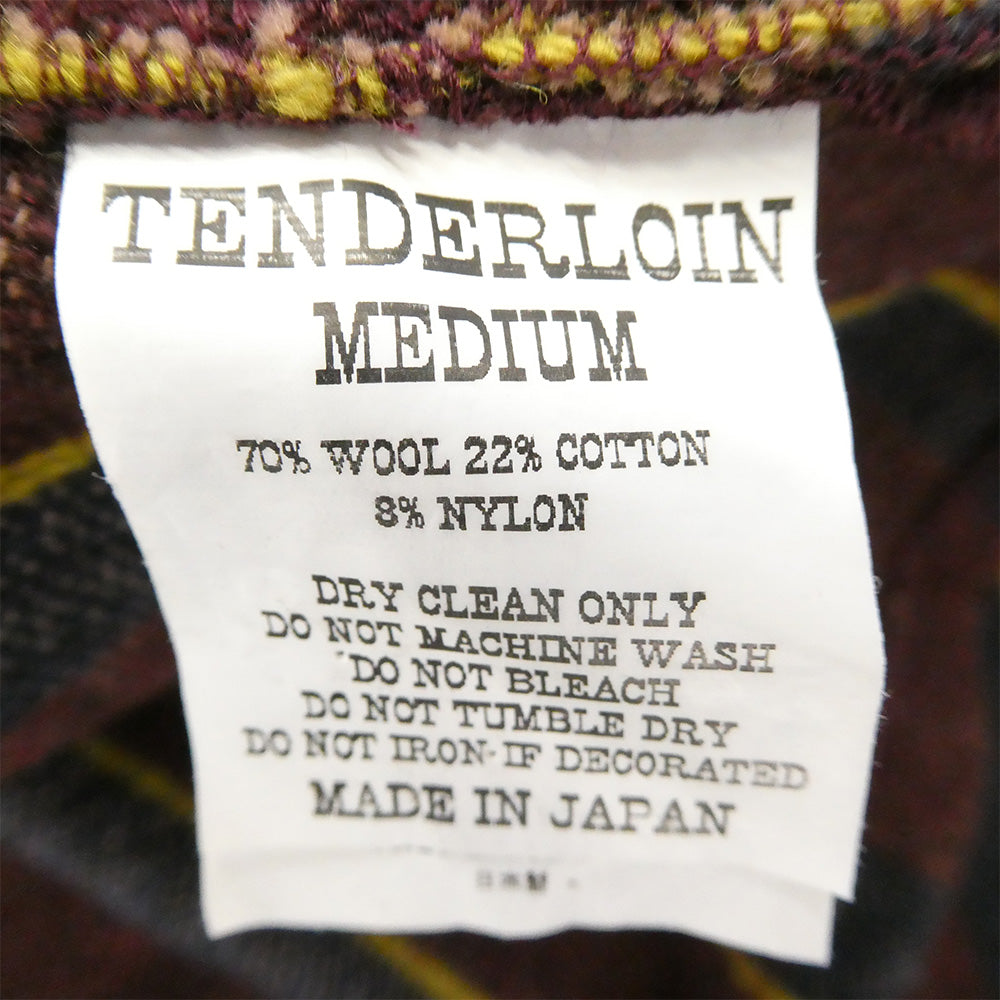 TENDERLOIN
MEDIUM
70% WOOL 22% COTTON
8% NYLON
DRY CLEAN ONLY
DO NOT MACHINE WASH
DO NOT BLEACH
DO NOT TUMBLE DRY
DO NOT IRON-IF DECORATED
MADE IN JAPAN